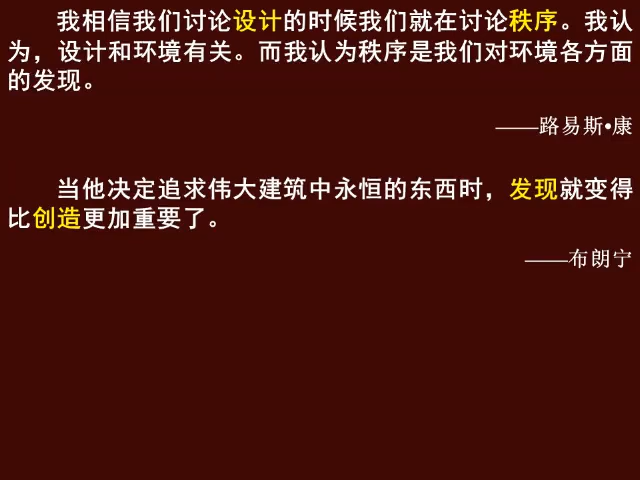 我相信我们讨论设计的时候我们就在讨论秩序。我认
为，设计和环境有关。而我认为秩序是我们对环境各方面
的发现。
——路易斯•康
当他决定追求伟大建筑中永恒的东西时，发现就变得
比创造更加重要了。
——布朗宁